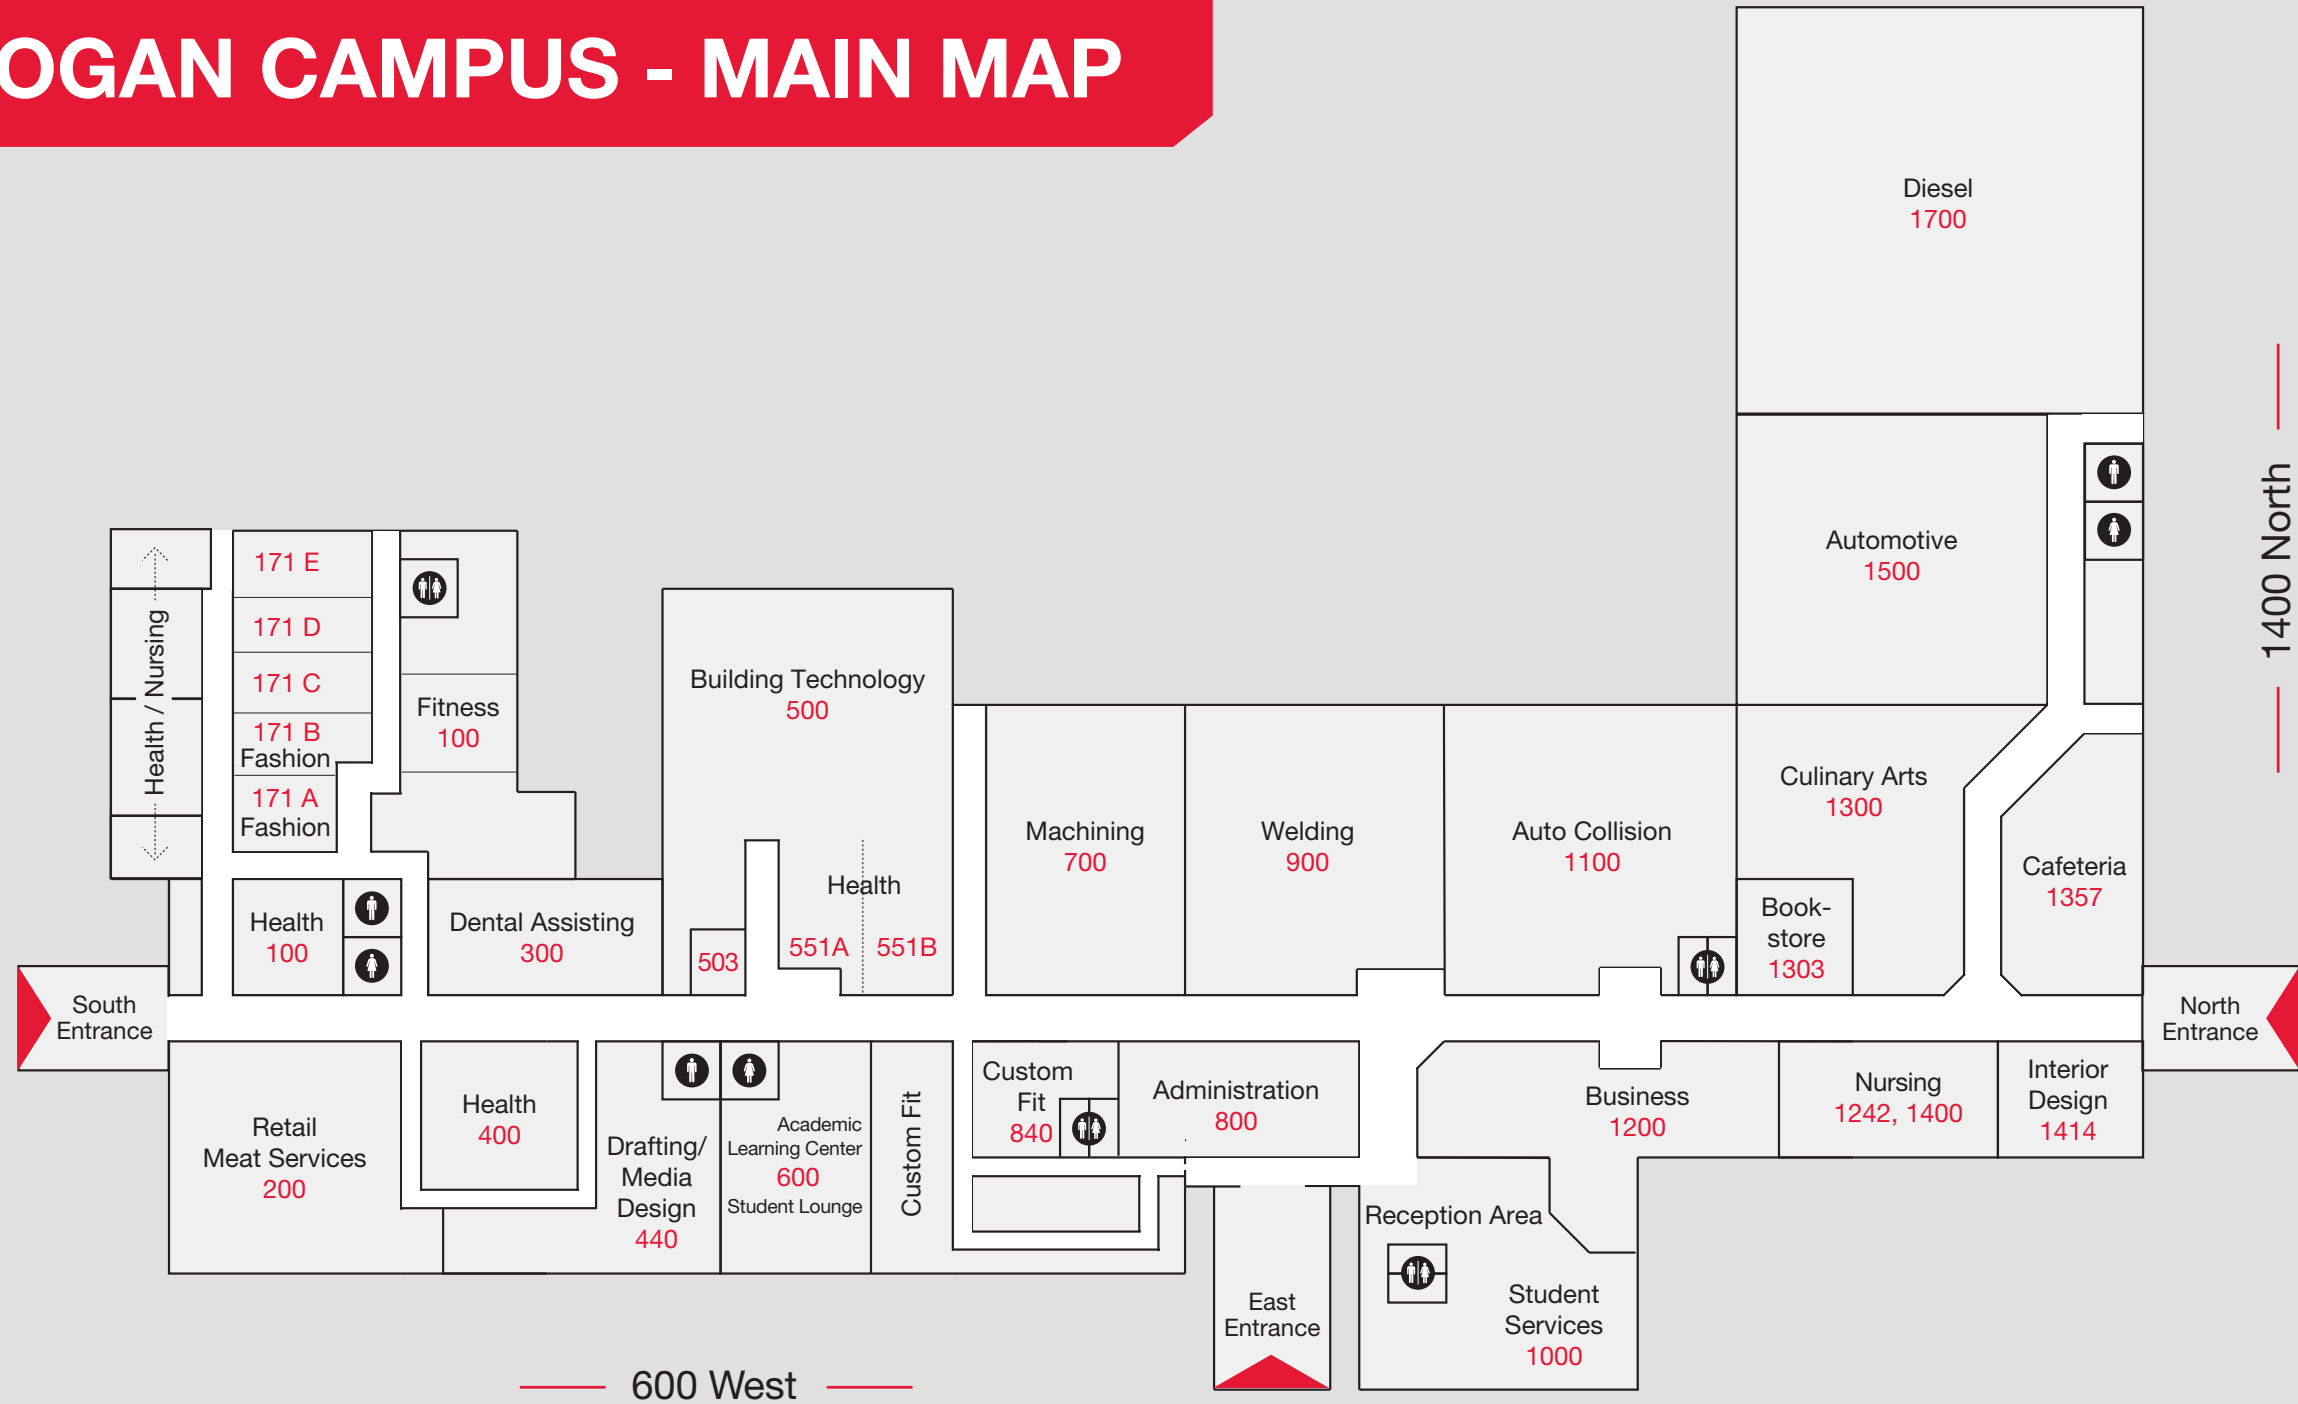 OGAN CAMPUS - MAIN MAP
Diesel
1700
1400 North
Automotive
1500
171 E
171 D
171 C
171 B
Fashion
171 A
Fashion
Health / Nursing
Fitness
100
Building Technology
500
Health
551A
551B
503
Machining
700
Welding
900
Auto Collision
1100
Culinary Arts
1300
Book-
store
1303
Cafeteria
1357
Health
100
Dental Assisting
300
South
Entrance
North
Entrance
Retail
Meat Services
200
Health
400
Drafting/
Media
Design
440
Academic
Learning Center
600
Student Lounge
Custom Fit
Custom
Fit
840
Administration
800
Business
1200
Nursing
1242, 1400
Interior
Design
1414
Reception Area
Student
Services
1000
East
Entrance
600 West